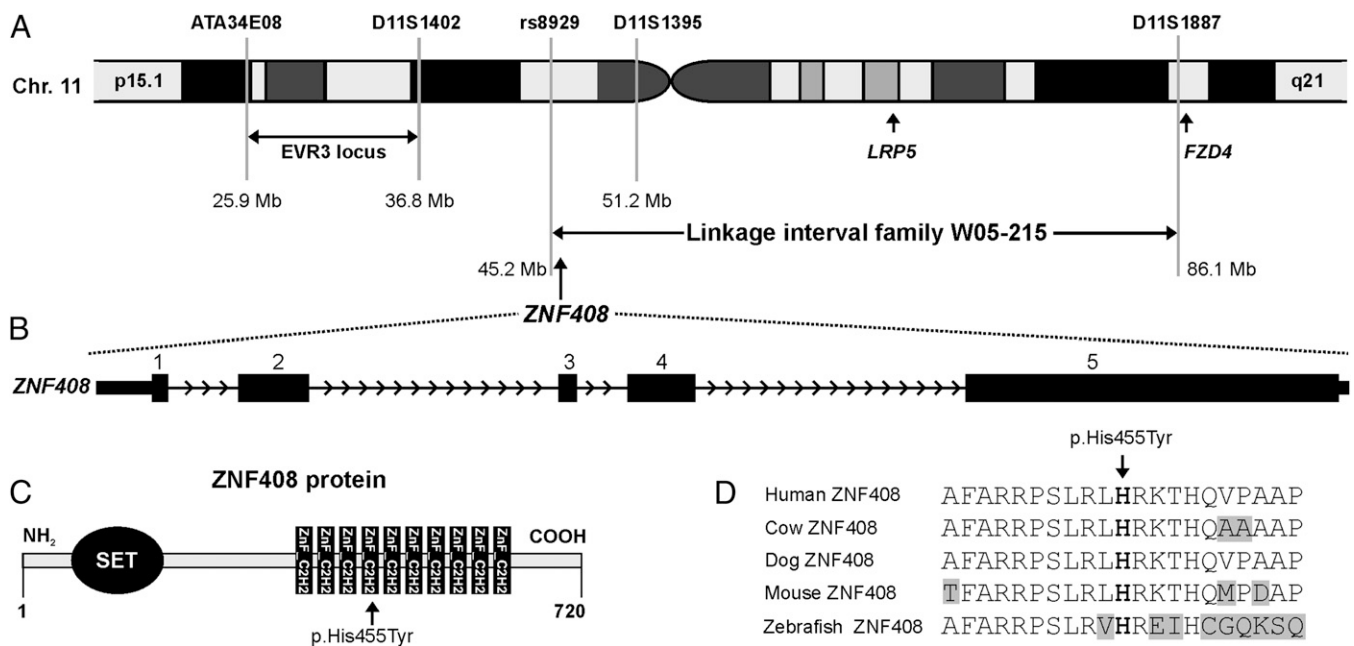 A
ATA34E08 D11S1402 rs8929 D11S1395 D11S1887
Chr. 11 p15.1 q21
EVR3 locus LRP5 FZD4
25.9 Mb 36.8 Mb 51.2 Mb
Linkage interval family W05-215
45.2 Mb 86.1 Mb
ZNF408
B
1 2 3 4 5
ZNF408
C
ZNF408 protein
NH2 COOH
SET
ZnF C2H2 ZnF C2H2 ZnF C2H2 ZnF C2H2 ZnF C2H2 ZnF C2H2 ZnF C2H2 ZnF C2H2 ZnF C2H2 ZnF C2H2
1 720
p.His455Tyr
D
p.His455Tyr
Human ZNF408 AFARRPSLRLHRKTHQVPAAP
Cow ZNF408 AFARRPSLRLHRKTHQAAAAP
Dog ZNF408 AFARRPSLRLHRKTHQVPAAP
Mouse ZNF408 TFARRPSLRLHRKTHQMPDAP
Zebrafish ZNF408 AFARRPSLRVHREIHCGQKSQ